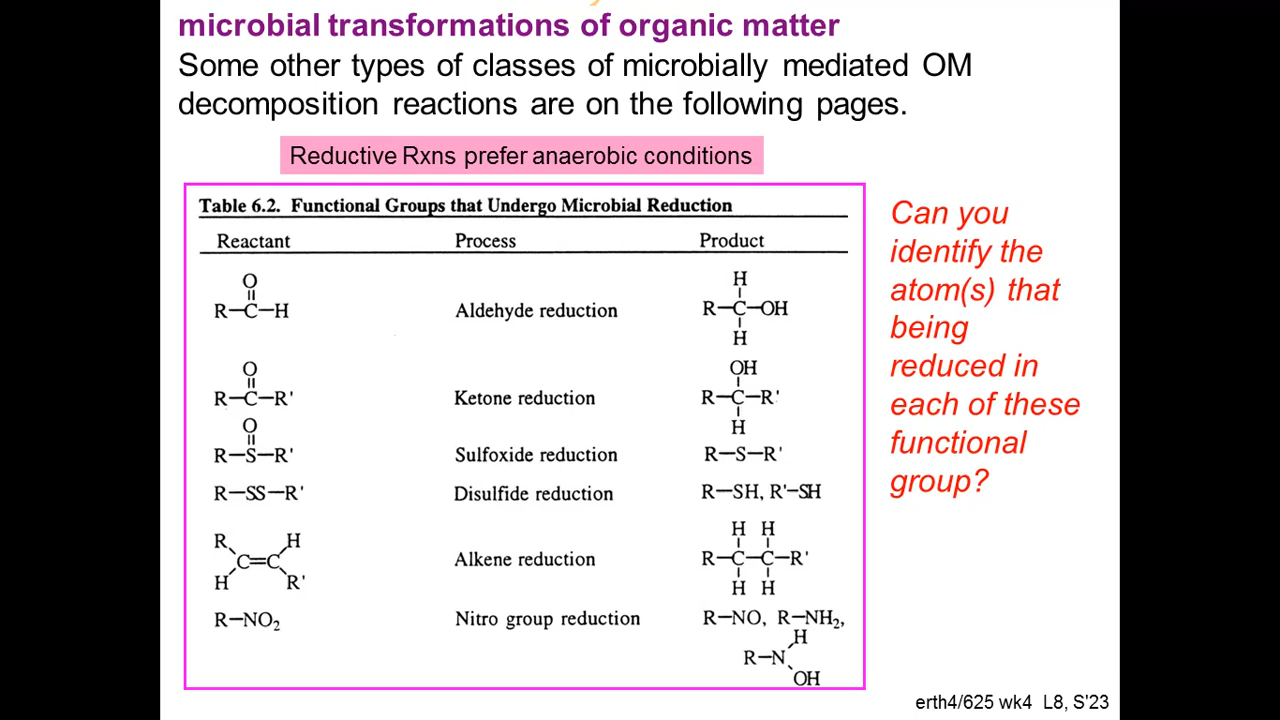 microbial transformations of organic matter
Some other types of classes of microbially mediated OM
decomposition reactions are on the following pages.
Reductive Rxns prefer anaerobic conditions
Table 6.2. Functional Groups that Undergo Microbial Reduction
Reactant Process Product
O
||
R—C—H Aldehyde reduction
H
R—C—OH
H
O
||
R—C—R' Ketone reduction
OH
R—C—R'
H
O
||
R—S—R' Sulfoxide reduction R—S—R'
R—SS—R' Disulfide reduction R—SH, R'—SH
R H
C=C
H R'
Alkene reduction
H H
R—C—C—R'
H H
R—NO₂ Nitro group reduction R—NO, R—NH₂,
H
R—N
OH
Can you
identify the
atom(s) that
being
reduced in
each of these
functional
group?
erth4/625 wk4 L8, S'23